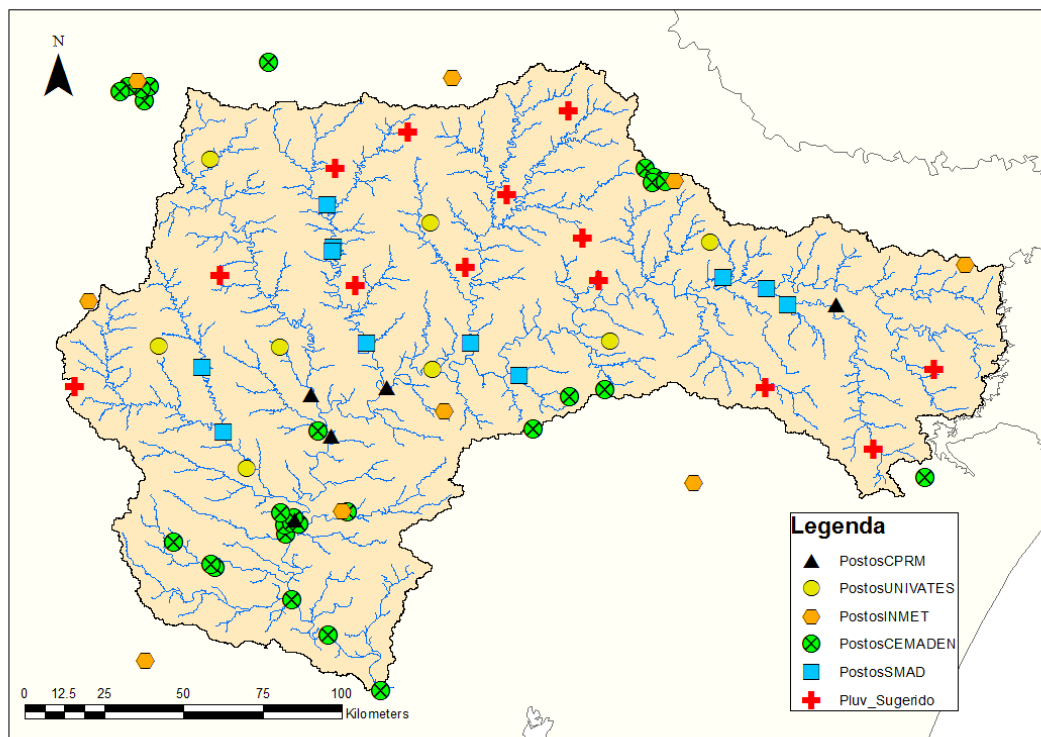 N
Legenda
PostosCPRM
PostosUNIVATES
PostosINMET
PostosCEMADEN
PostosSMAD
Pluv_Sugerido
0 12.5 25 50 75 100
Kilometers